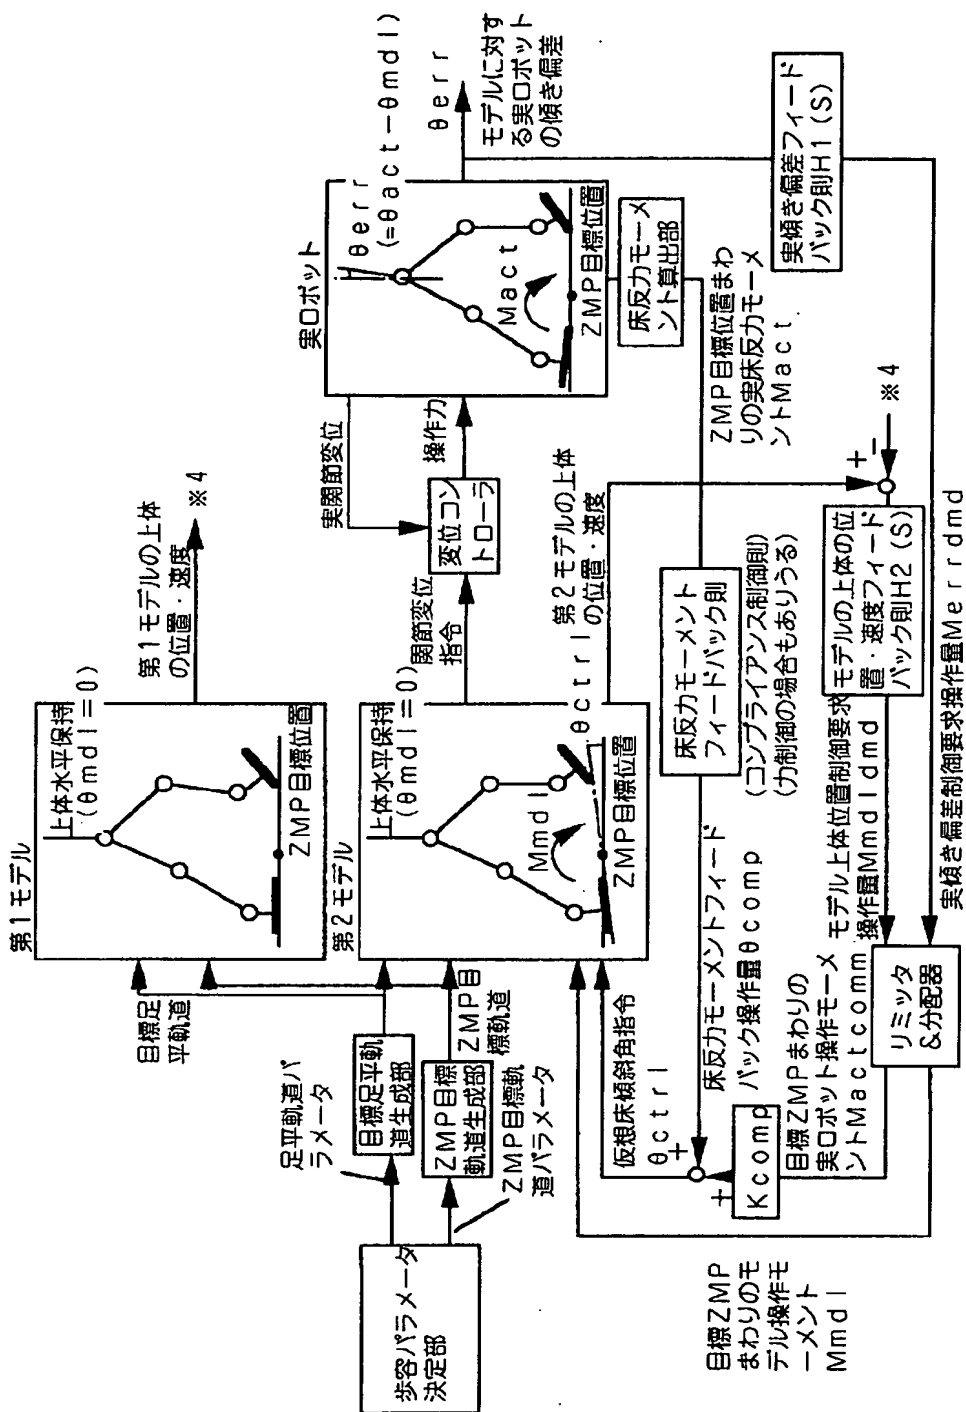 歩容パラメータ
決定部
足平軌道パ
ラメータ
目標足平軌
道生成部
ZMP目標
軌道生成部
ZMP目標軌
道パラメータ
目標足
平軌道
ZMP目
標軌道
第1モデル
上体水平保持
(θmdl=0)
ZMP目標位置
第1モデルの上体
の位置・速度
※4
第2モデル
上体水平保持
(θmdl=0)
Mmdl
θctrl
ZMP目標位置
関節変位
指令
変位コン
トローラ
実関節変位
操作力
実ロボット
θerr
(=θact-θmdl)
Mact
ZMP目標位置
θerr
モデルに対す
る実ロボット
の傾き偏差
第2モデルの上体
の位置・速度
床反力モーメ
ント算出部
ZMP目標位置まわ
りの実床反力モーメ
ントMact
実傾き偏差フィード
バック則H1(S)
仮想床傾斜角指令
θctrl
+
+
床反力モーメントフィード
バック操作量θcomp
床反力モーメント
フィードバック則
(コンプライアンス制御則)
(力制御の場合もありうる)
Kcomp
目標ZMPまわりの
実ロボット操作モーメ
ントMactcomm
モデル上体位置制御要求
操作量Mmdldmd
モデルの上体の位
置・速度フィード
バック則H2(S)
+
-
※4
リミッタ
&分配器
実傾き偏差制御要求操作量Merrdmd
目標ZMP
まわりのモ
デル操作モ
ーメント
Mmdl